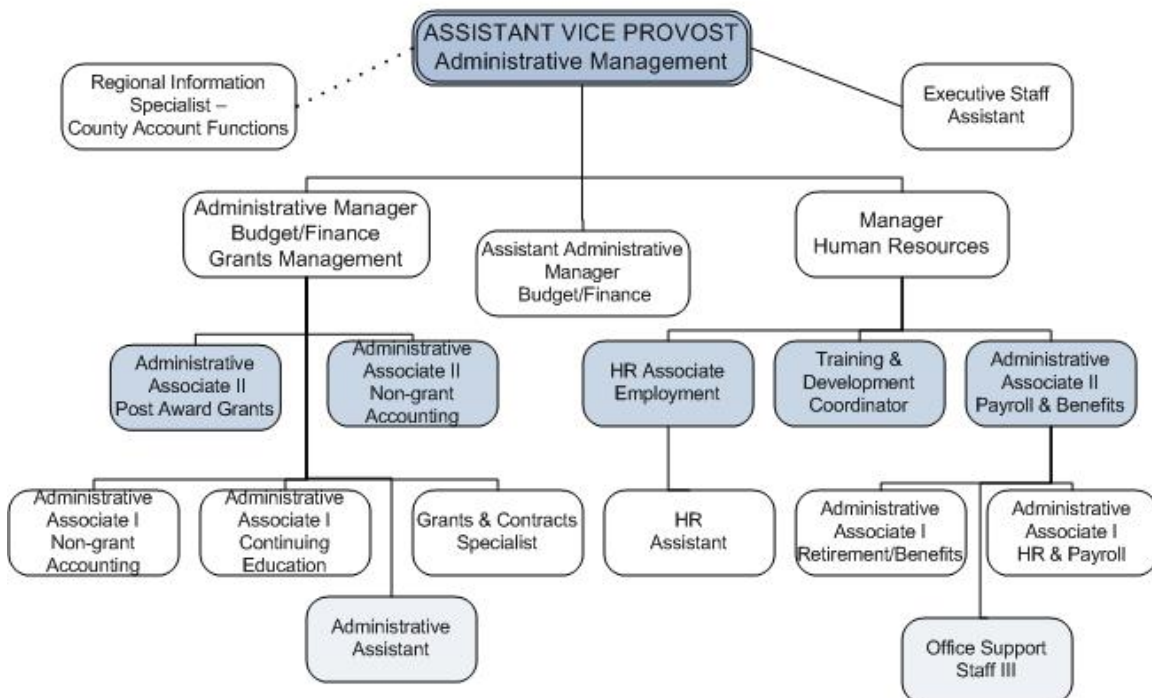 ASSISTANT VICE PROVOST
Administrative Management
Regional Information
Specialist –
County Account Functions
Executive Staff
Assistant
Administrative Manager
Budget/Finance
Grants Management
Assistant Administrative
Manager
Budget/Finance
Manager
Human Resources
Administrative
Associate II
Post Award Grants
Administrative
Associate II
Non-grant
Accounting
HR Associate
Employment
Training &
Development
Coordinator
Administrative
Associate II
Payroll & Benefits
Administrative
Associate I
Non-grant
Accounting
Administrative
Associate I
Continuing
Education
Grants & Contracts
Specialist
HR
Assistant
Administrative
Associate I
Retirement/Benefits
Administrative
Associate I
HR & Payroll
Administrative
Assistant
Office Support
Staff III